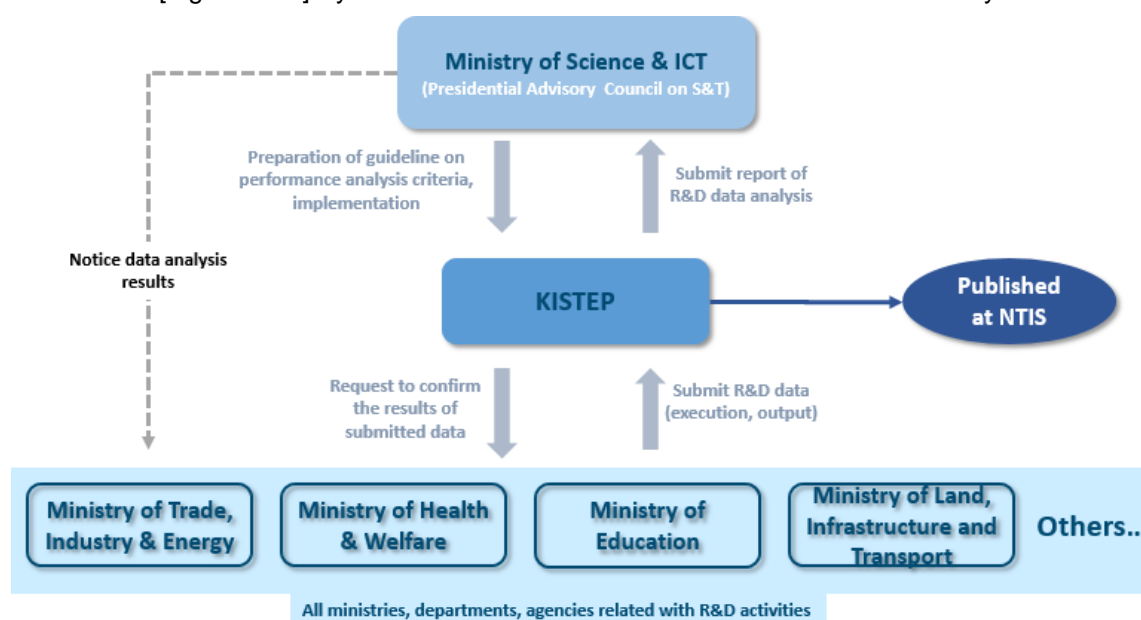 Ministry of Science & ICT
(Presidential Advisory Council on S&T)
Preparation of guideline on
performance analysis criteria,
implementation
Submit report of
R&D data analysis
Notice data analysis
results
KISTEP
Published
at NTIS
Request to confirm
the results of
submitted data
Submit R&D data
(execution, output)
Ministry of Trade,
Industry & Energy
Ministry of Health
& Welfare
Ministry of
Education
Ministry of Land,
Infrastructure and
Transport
Others..
All ministries, departments, agencies related with R&D activities